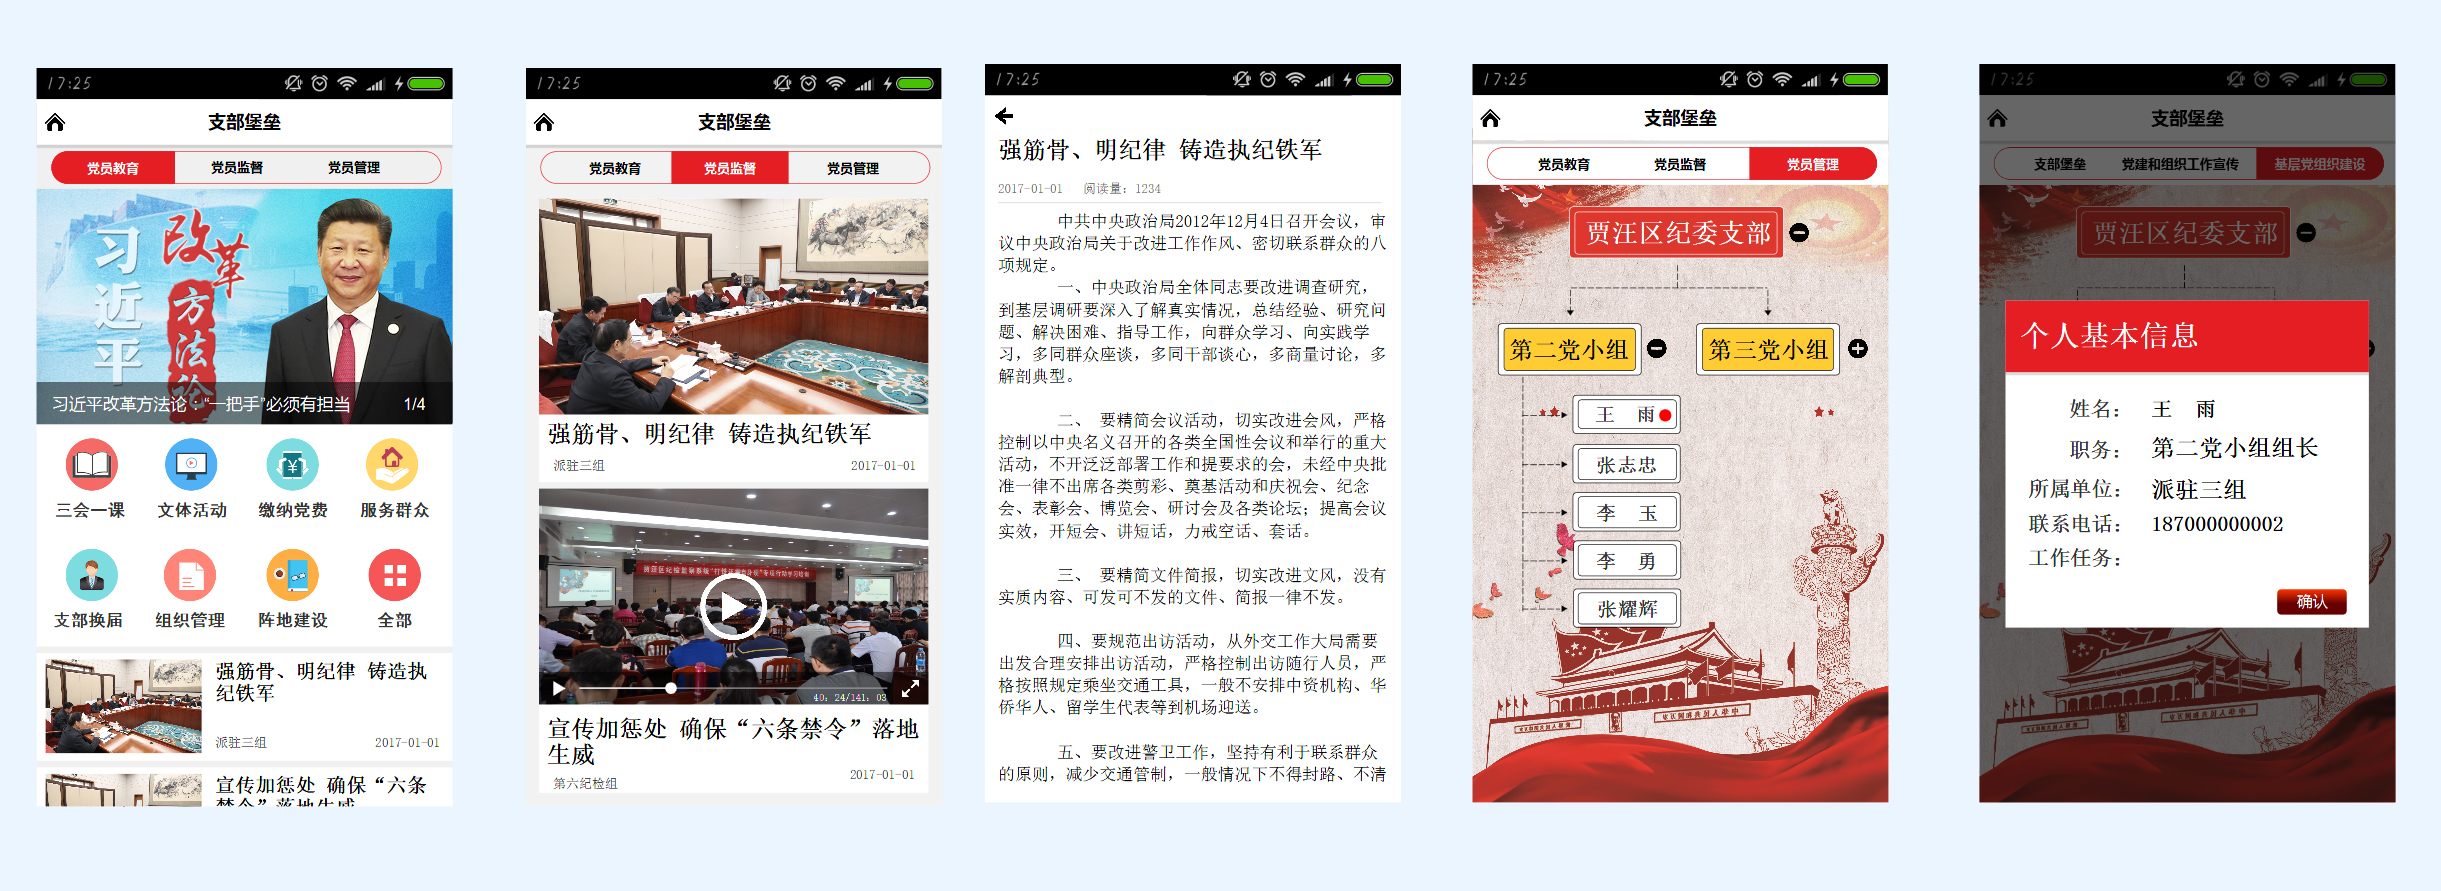 17:25
支部堡垒
党员教育 党员监督 党员管理
习近平
改革
方法论
习近平改革方法论:“一把手”必须有担当 1/4
三会一课 文体活动 缴纳党费 服务群众
支部换届 组织管理 阵地建设 全部
强筋骨、明纪律 铸造执
纪铁军
派驻三组 2017-01-01
宣传加惩处 确保“六条
禁令”落地生威
17:25
支部堡垒
党员教育 党员监督 党员管理
强筋骨、明纪律 铸造执纪铁军
派驻三组 2017-01-01
40:24/141:03
宣传加惩处 确保“六条禁令”落地
生威
2017-01-01
第六纪检组
17:25
强筋骨、明纪律 铸造执纪铁军
2017-01-01 阅读量:1234
中共中央政治局2012年12月4日召开会议,审
议中央政治局关于改进工作作风、密切联系群众的八
项规定。
一、中央政治局全体同志要改进调查研究,
到基层调研要深入了解真实情况,总结经验、研究问
题、解决困难、指导工作,向群众学习、向实践学
习,多同群众座谈,多同干部谈心,多商量讨论,多
解剖典型。
二、 要精简会议活动,切实改进会风,严格
控制以中央名义召开的各类全国性会议和举行的重大
活动,不开泛泛部署工作和提要求的会,未经中央批
准一律不出席各类剪彩、奠基活动和庆祝会、纪念
会、表彰会、博览会、研讨会及各类论坛;提高会议
实效,开短会、讲短话,力戒空话、套话。
三、 要精简文件简报,切实改进文风,没有
实质内容、可发可不发的文件、简报一律不发。
四、要规范出访活动,从外交工作大局需要
出发合理安排出访活动,严格控制出访随行人员,严
格按照规定乘坐交通工具,一般不安排中资机构、华
侨华人、留学生代表等到机场迎送。
五、要改进警卫工作,坚持有利于联系群众
的原则,减少交通管制,一般情况下不得封路、不清
17:25
支部堡垒
党员教育 党员监督 党员管理
贾汪区纪委支部
第二党小组 第三党小组
王 雨
张志忠
李 玉
李 勇
张耀辉
17:25
支部堡垒
支部堡垒 党建和组织工作宣传 基层党组织建设
贾汪区纪委支部
个人基本信息
姓名: 王 雨
职务: 第二党小组组长
所属单位: 派驻三组
联系电话: 187000000002
工作任务:
确认